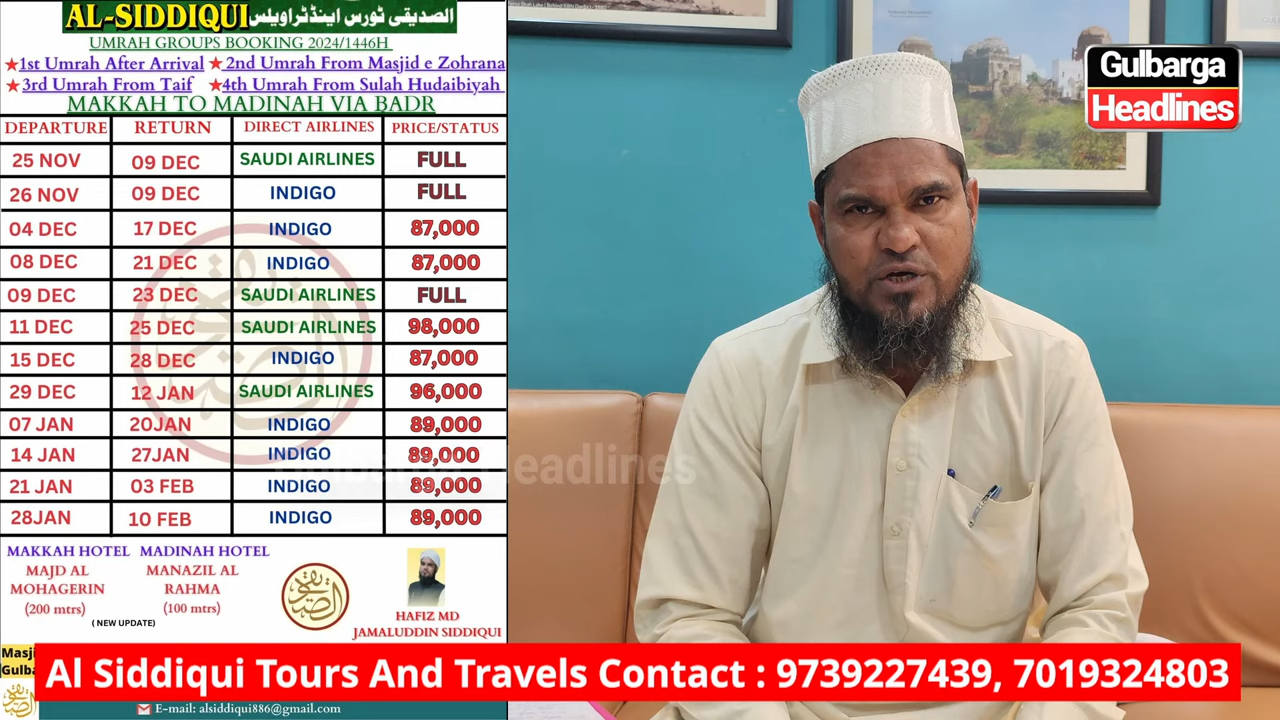 AL-SIDDIQUI الصدیقی ٹورس اینڈ ٹراویلس
UMRAH GROUPS BOOKING 2024/1446H
★1st Umrah After Arrival ★2nd Umrah From Masjid e Zohrana
★3rd Umrah From Taif ★4th Umrah From Sulah Hudaibiyah
MAKKAH TO MADINAH VIA BADR
DEPARTURE RETURN DIRECT AIRLINES PRICE/STATUS
25 NOV 09 DEC SAUDI AIRLINES FULL
26 NOV 09 DEC INDIGO FULL
04 DEC 17 DEC INDIGO 87,000
08 DEC 21 DEC INDIGO 87,000
09 DEC 23 DEC SAUDI AIRLINES FULL
11 DEC 25 DEC SAUDI AIRLINES 98,000
15 DEC 28 DEC INDIGO 87,000
29 DEC 12 JAN SAUDI AIRLINES 96,000
07 JAN 20JAN INDIGO 89,000
14 JAN 27JAN INDIGO 89,000
21 JAN 03 FEB INDIGO 89,000
28JAN 10 FEB INDIGO 89,000
MAKKAH HOTEL MADINAH HOTEL
MAJD AL MANAZIL AL
MOHAGERIN RAHMA
(200 mtrs) (100 mtrs)
( NEW UPDATE)
الصديقي
HAFIZ MD
JAMALUDDIN SIDDIQUI
Masji
Gulba
E-mail: alsiddiqui886@gmail.com
Gulbarga
Headlines
Gulbarga Headlines
Al Siddiqui Tours And Travels Contact : 9739227439, 7019324803